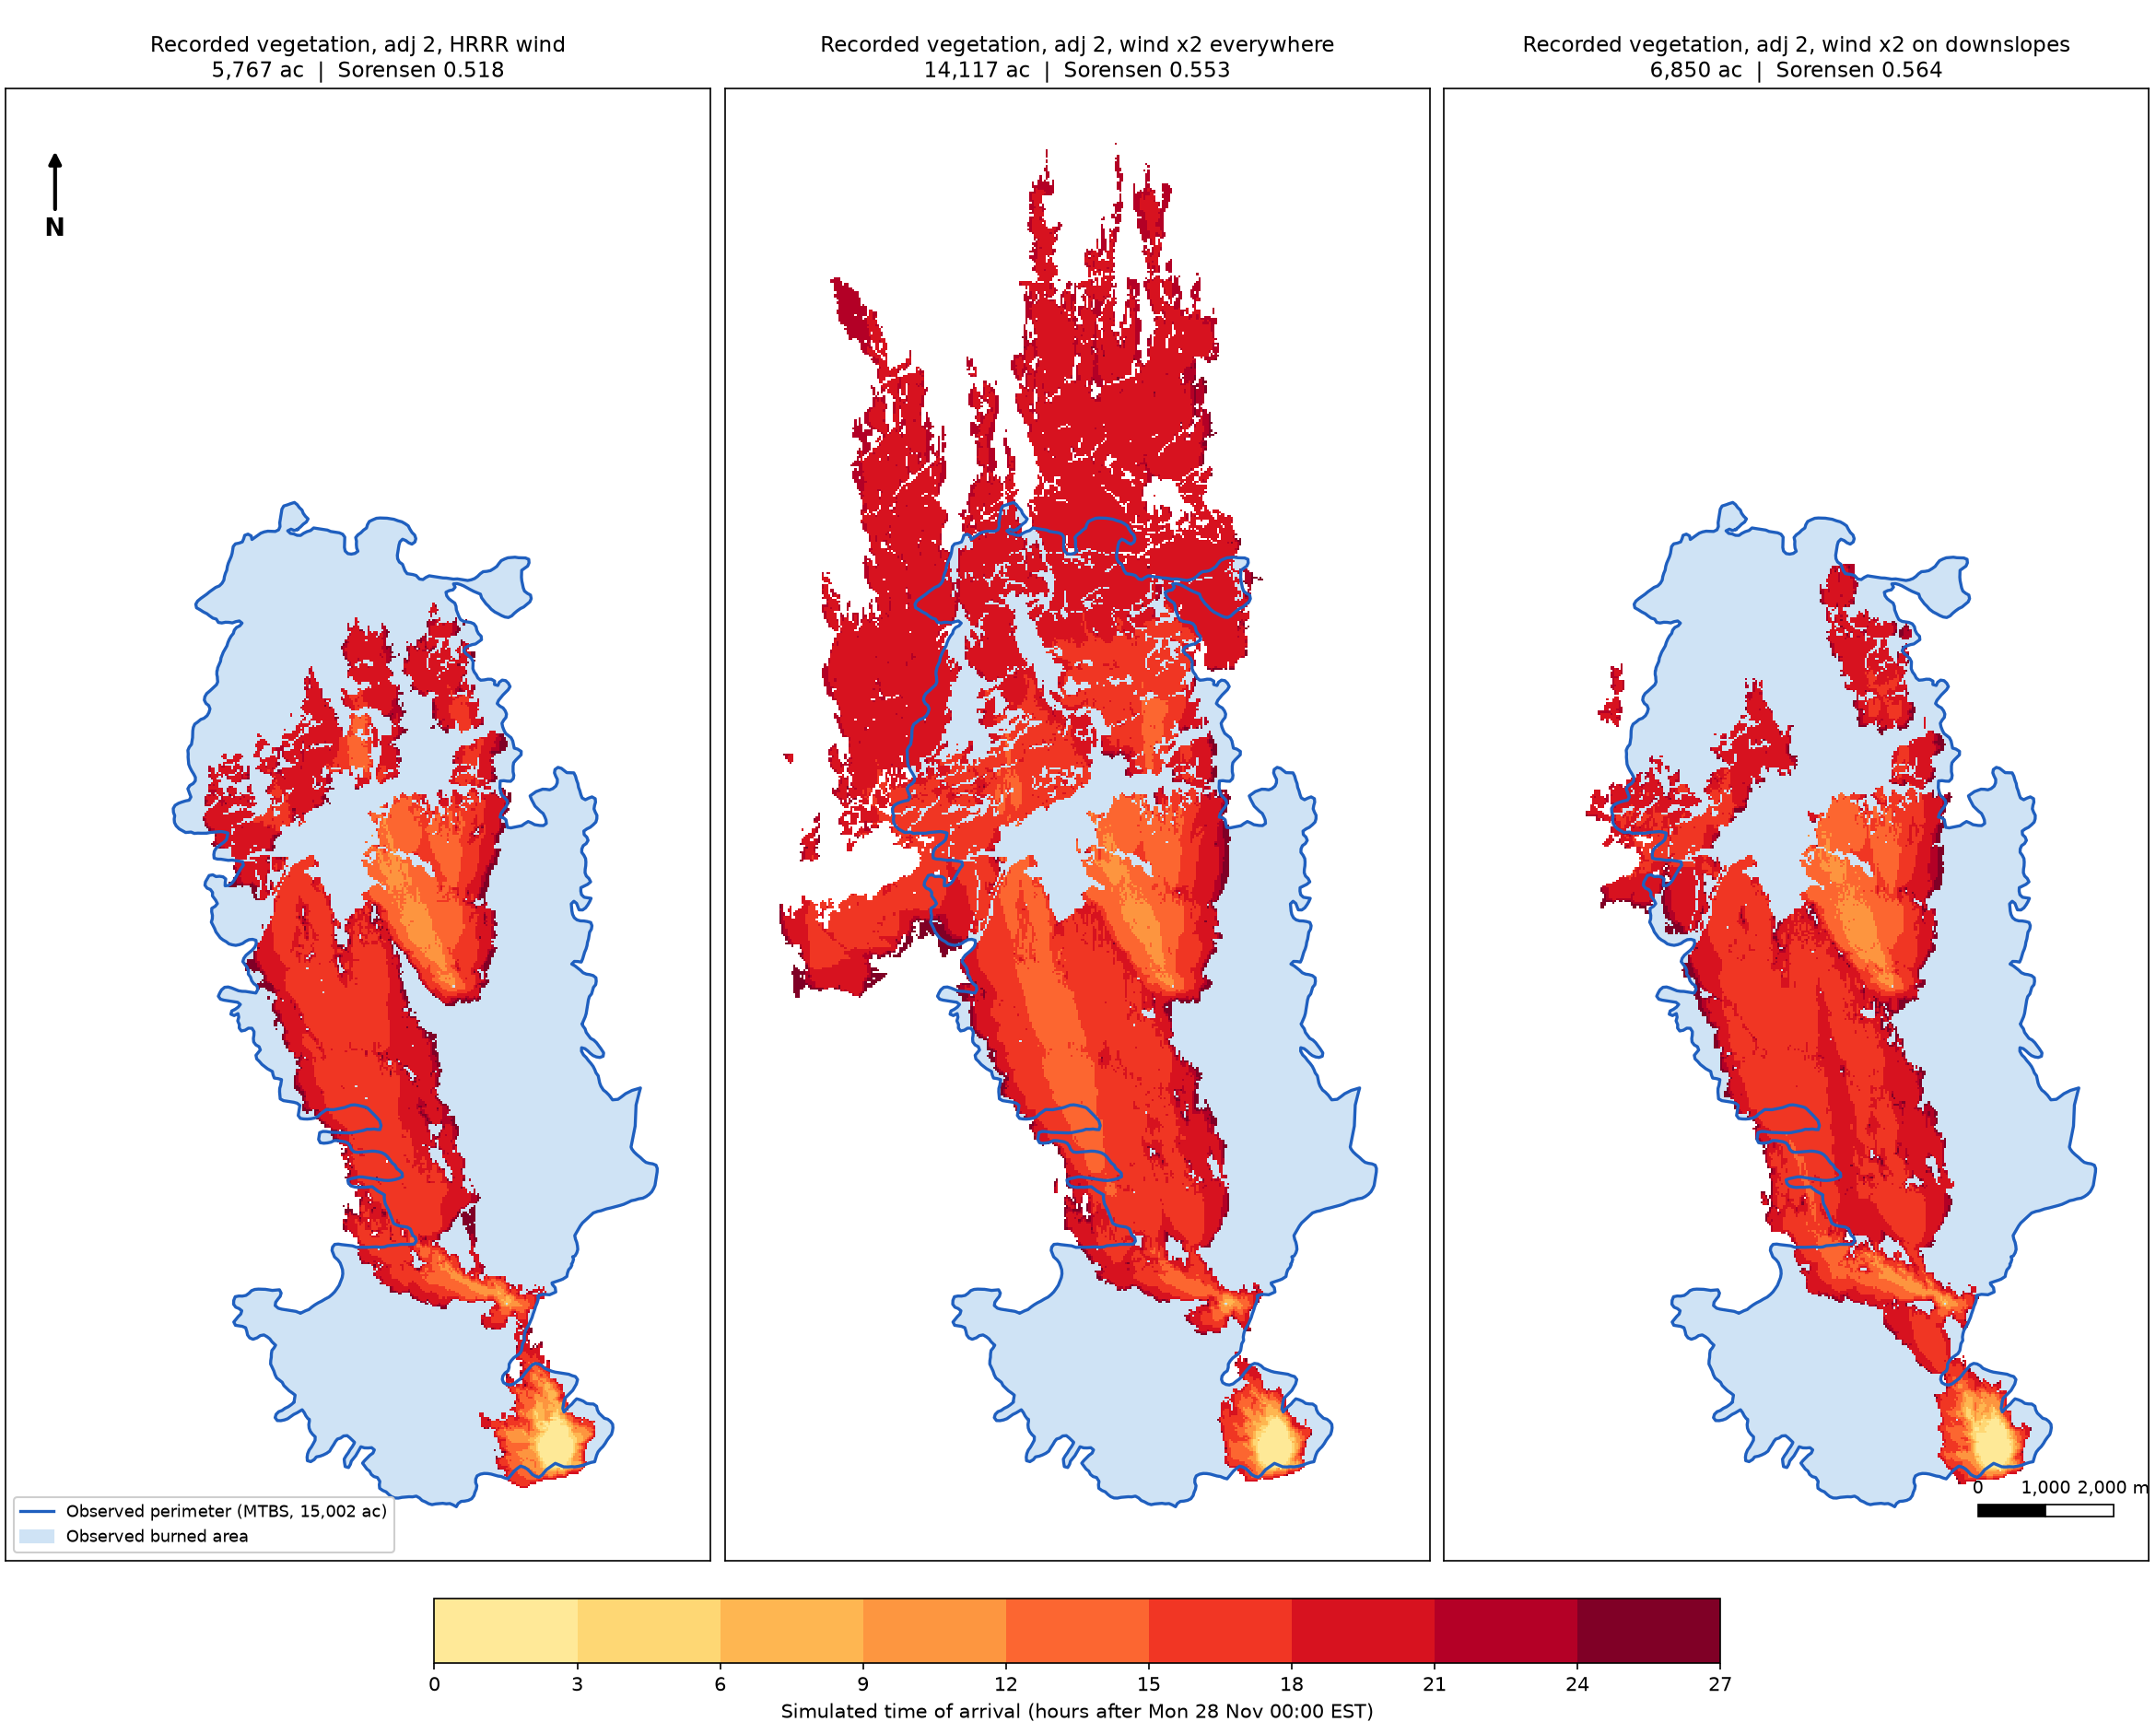 Recorded vegetation, adj 2, HRRR wind
5,767 ac | Sorensen 0.518
Recorded vegetation, adj 2, wind x2 everywhere
14,117 ac | Sorensen 0.553
Recorded vegetation, adj 2, wind x2 on downslopes
6,850 ac | Sorensen 0.564
N
Observed perimeter (MTBS, 15,002 ac)
Observed burned area
0 1,000 2,000 m
0 3 6 9 12 15 18 21 24 27
Simulated time of arrival (hours after Mon 28 Nov 00:00 EST)